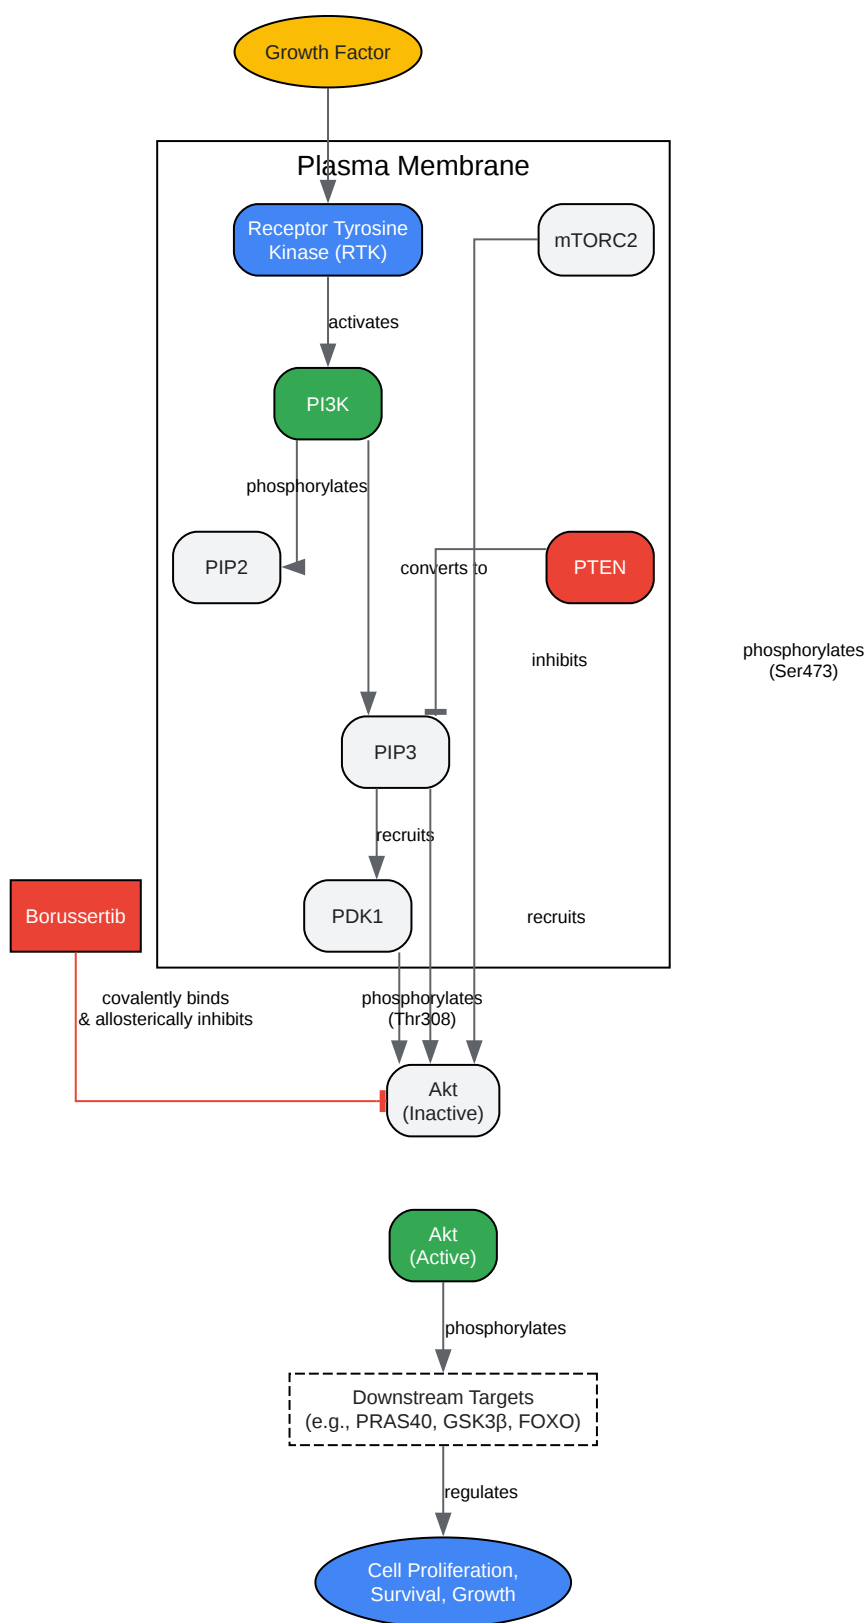 Growth Factor
Plasma Membrane
Receptor Tyrosine
Kinase (RTK)
mTORC2
activates
PI3K
phosphorylates
PIP2
converts to
PTEN
inhibits
phosphorylates
(Ser473)
PIP3
recruits
Borussertib
PDK1
recruits
covalently binds
& allosterically inhibits
phosphorylates
(Thr308)
Akt
(Inactive)
Akt
(Active)
phosphorylates
Downstream Targets
(e.g., PRAS40, GSK3β, FOXO)
regulates
Cell Proliferation,
Survival, Growth